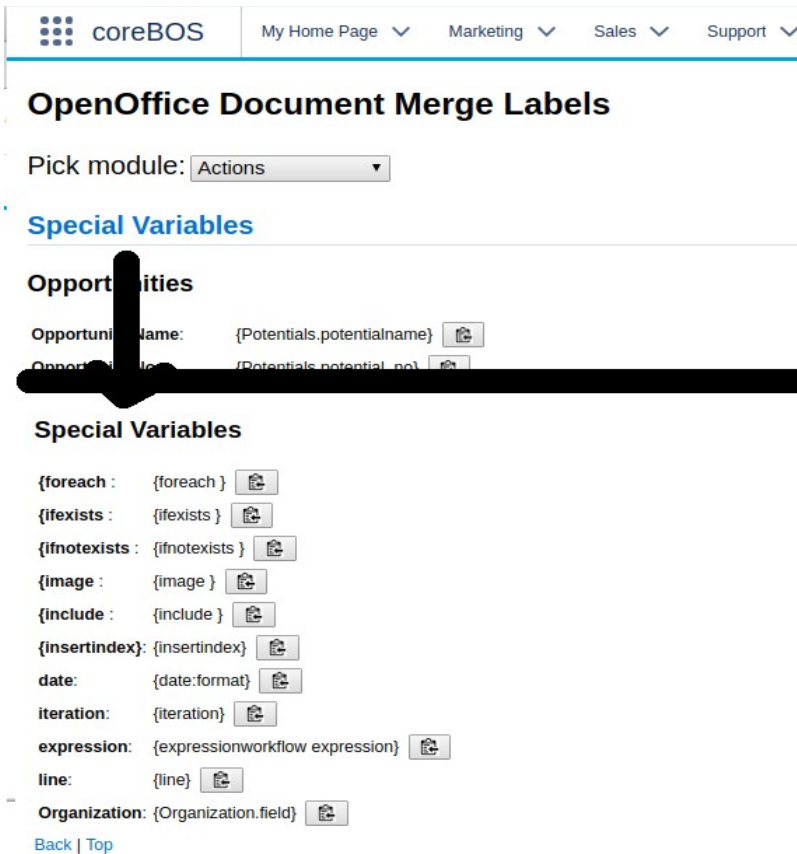 coreBOS My Home Page Marketing Sales Support
OpenOffice Document Merge Labels
Pick module: Actions
Special Variables
Opportunities
{Potentials.potentialname}
{Potentials.potential_no}
Special Variables
{foreach : {foreach }
{ifexists : {ifexists }
{ifnotexists : {ifnotexists }
{image : {image }
{include : {include }
{insertindex}: {insertindex}
date: {date:format}
iteration: {iteration}
expression: {expressionworkflow expression}
line: {line}
Organization: {Organization.field}
Back | Top